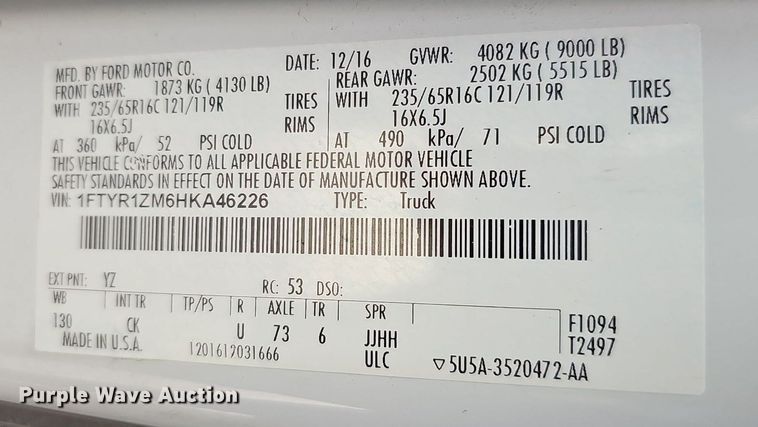 MFD. BY FORD MOTOR CO. DATE: 12/16 GVWR: 4082 KG ( 9000 LB)
FRONT GAWR: 1873 KG ( 4130 LB) REAR GAWR: 2502 KG ( 5515 LB)
WITH 235/65R16C 121/119R TIRES WITH 235/65R16C 121/119R TIRES
16X6.5J RIMS 16X6.5J RIMS
AT 360 kPa/ 52 PSI COLD AT 490 kPa/ 71 PSI COLD
THIS VEHICLE CONFORMS TO ALL APPLICABLE FEDERAL MOTOR VEHICLE
SAFETY STANDARDS IN EFFECT ON THE DATE OF MANUFACTURE SHOWN ABOVE.
VIN: 1FTYR1ZM6HKA46226 TYPE: Truck
EXT PNT: YZ RC: 53 DSO:
WB INT TR TP/PS R AXLE TR SPR
130 CK U 73 6 JJHH F1094
MADE IN U.S.A. 1201619031666 ULC T2497
▽5U5A-3520472-AA
Purple Wave Auction